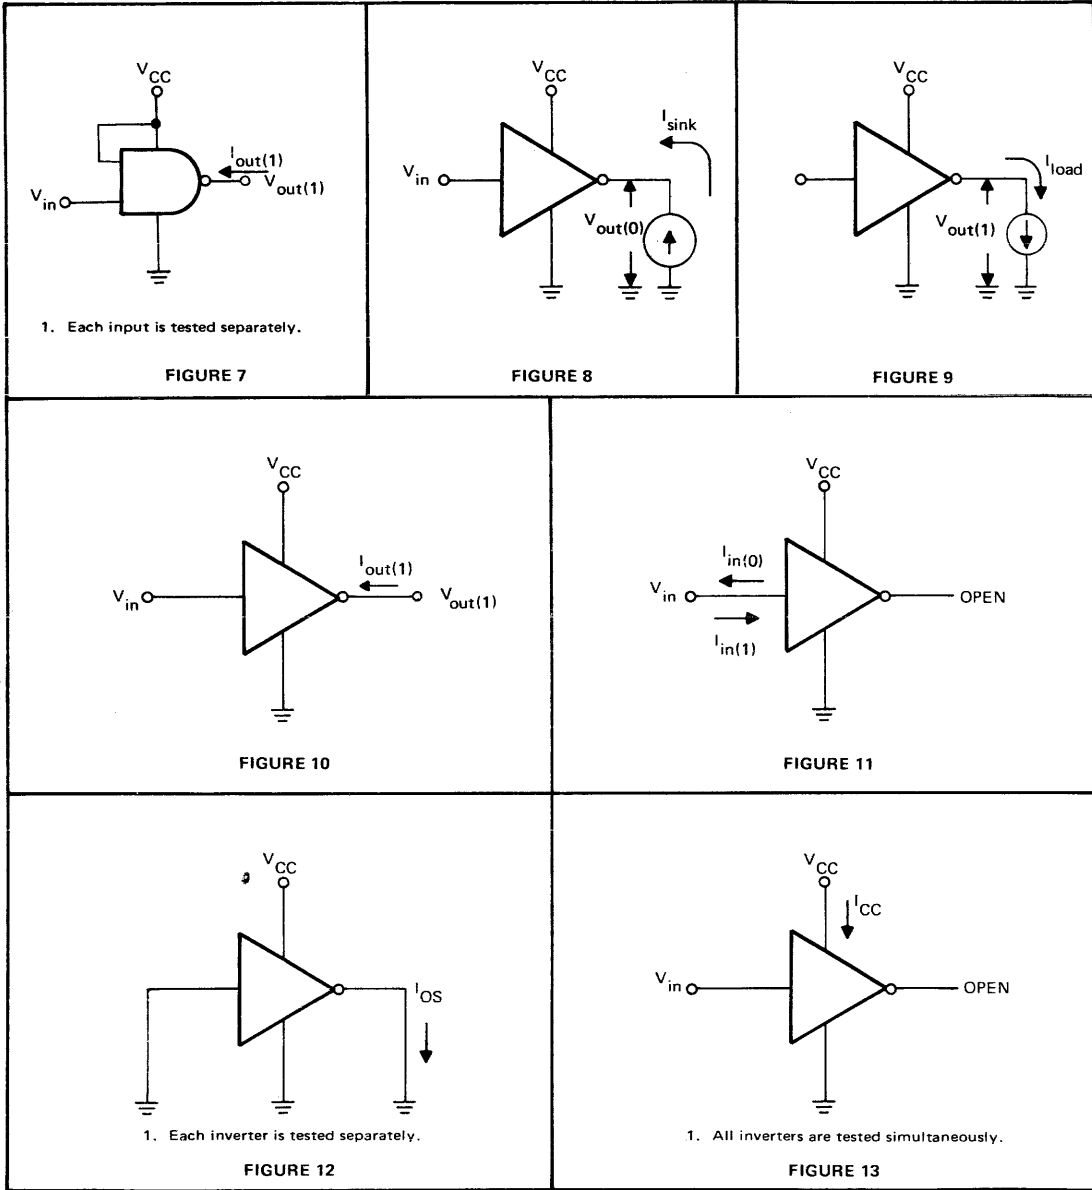 VCC
Iout(1)
Vout(1)
Vin
1. Each input is tested separately.
FIGURE 7
VCC
Isink
Vin
Vout(0)
FIGURE 8
VCC
Iload
Vout(1)
FIGURE 9
VCC
Iout(1)
Vin
Vout(1)
FIGURE 10
VCC
Iin(0)
Vin
OPEN
Iin(1)
FIGURE 11
VCC
IOS
1. Each inverter is tested separately.
FIGURE 12
VCC
ICC
Vin
OPEN
1. All inverters are tested simultaneously.
FIGURE 13